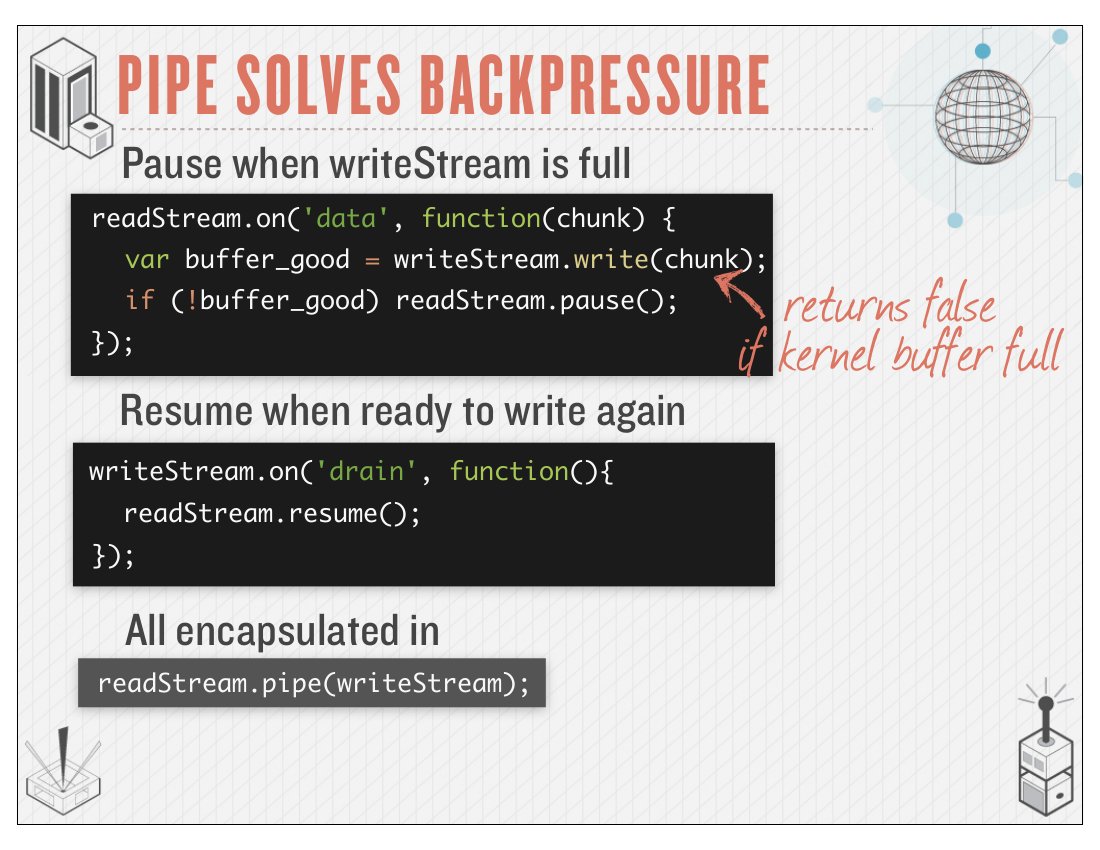 PIPE SOLVES BACKPRESSURE
Pause when writeStream is full
readStream.on('data', function(chunk) {
  var buffer_good = writeStream.write(chunk);
  if (!buffer_good) readStream.pause();
});
returns false
if kernel buffer full
Resume when ready to write again
writeStream.on('drain', function(){
  readStream.resume();
});
All encapsulated in
readStream.pipe(writeStream);